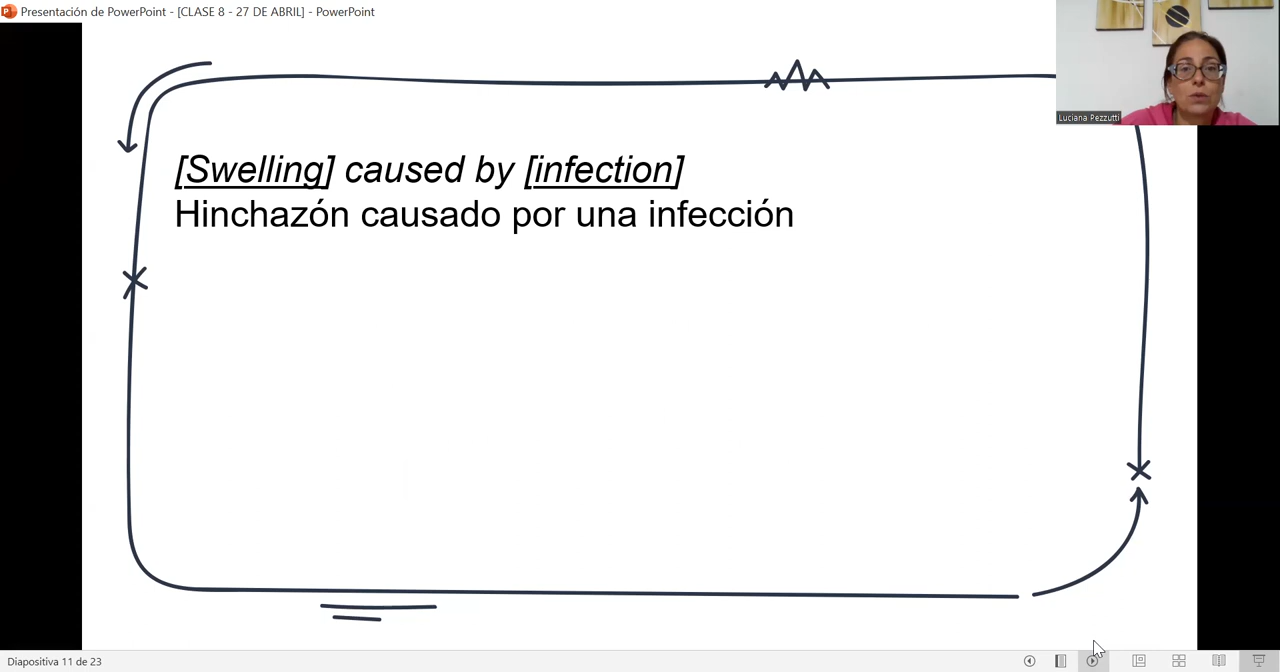 Presentación de PowerPoint - [CLASE 8 - 27 DE ABRIL] - PowerPoint
Luciana Pezzutti
[Swelling] caused by [infection]
Hinchazón causado por una infección
Diapositiva 11 de 23